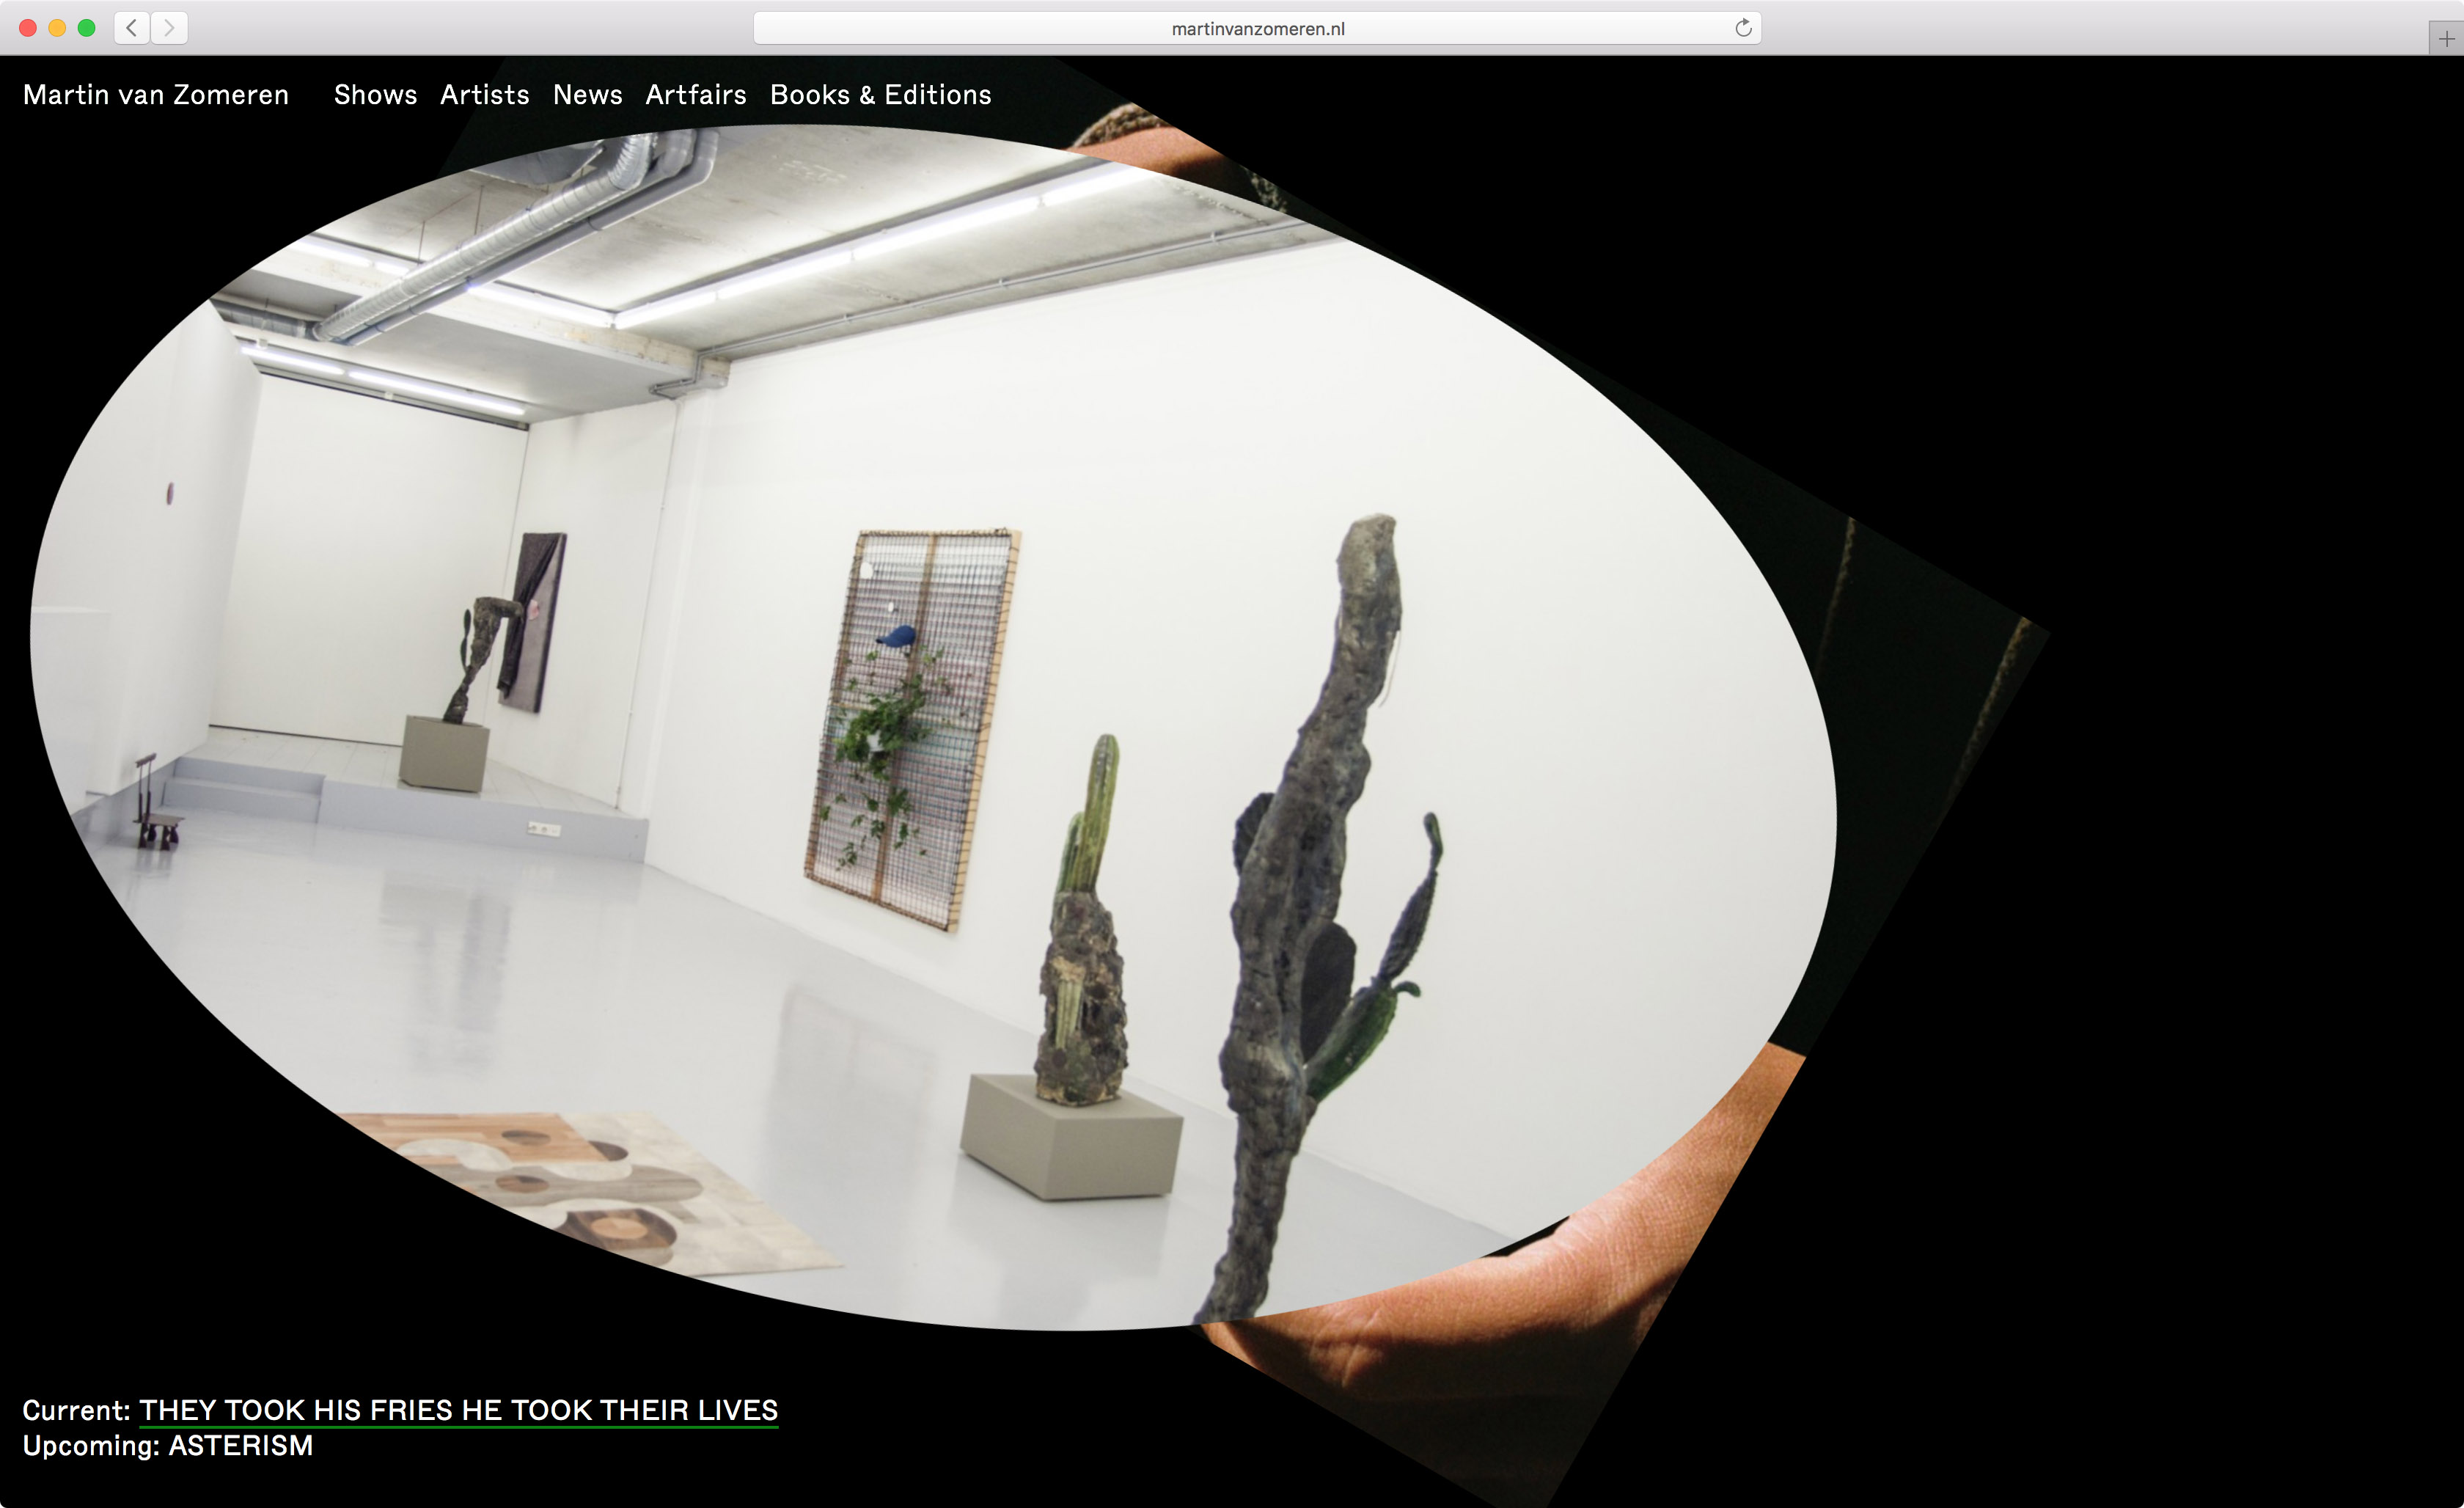 martinvanzomeren.nl
Martin van Zomeren Shows Artists News Artfairs Books & Editions
Current: THEY TOOK HIS FRIES HE TOOK THEIR LIVES
Upcoming: ASTERISM